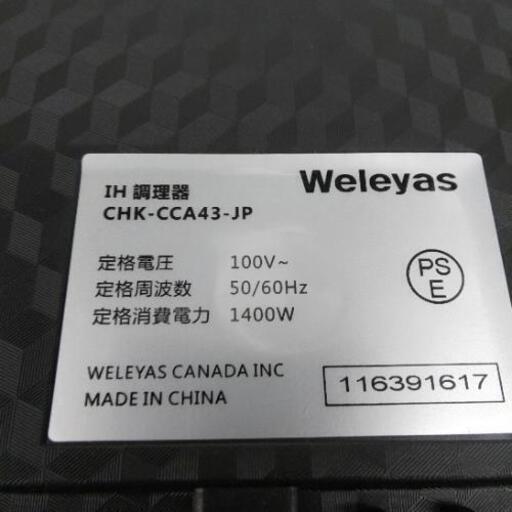 Weleyas
IH 調理器
CHK-CCA43-JP
定格電圧 100V~
定格周波数 50/60Hz
定格消費電力 1400W
PS
E
WELEYAS CANADA INC
MADE IN CHINA
116391617